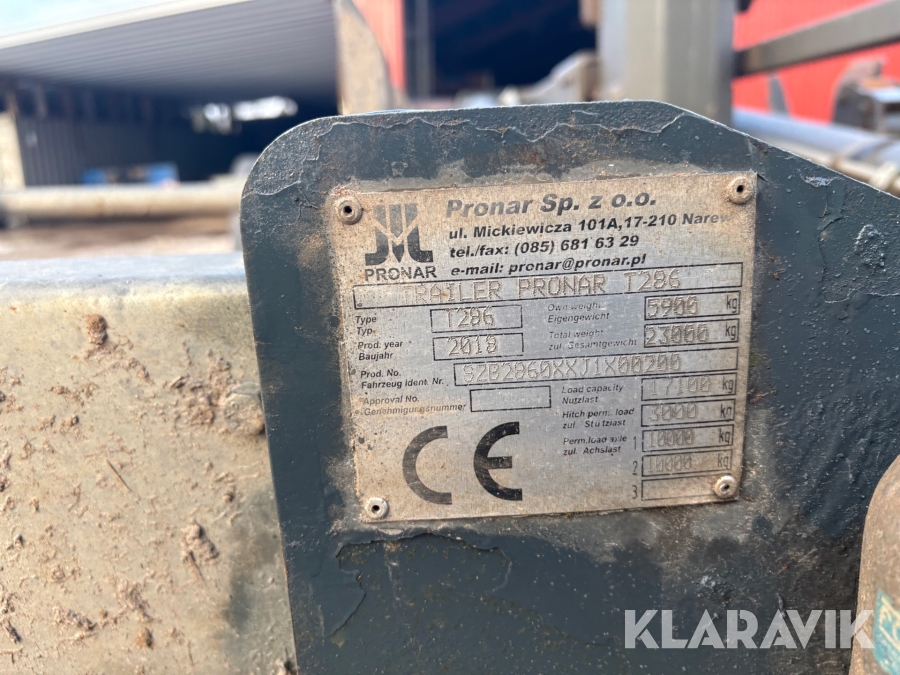 Pronar Sp. z o.o.
ul. Mickiewicza 101A,17-210 Narew
tel./fax: (085) 681 63 29
e-mail: pronar@pronar.pl
PRONAR
TRAILER PRONAR T286
Type
Typ. T286
Own weight
Eigengewicht 5900 kg
Prod. year
Baujahr 2018
Total weight
zul. Gesamtgewicht 23000 kg
Prod. No.
Fahrzeug Ident. Nr. SZB2860XXJ1X00200
Approval No.
Genehmigungsnummer
Load capacity
Nutzlast 17100 kg
Hitch perm. load
zul. Stützlast 3000 kg
Perm.load axle
zul. Achslast 1 10000 kg
2 10000 kg
3
CE
KLARAVIK